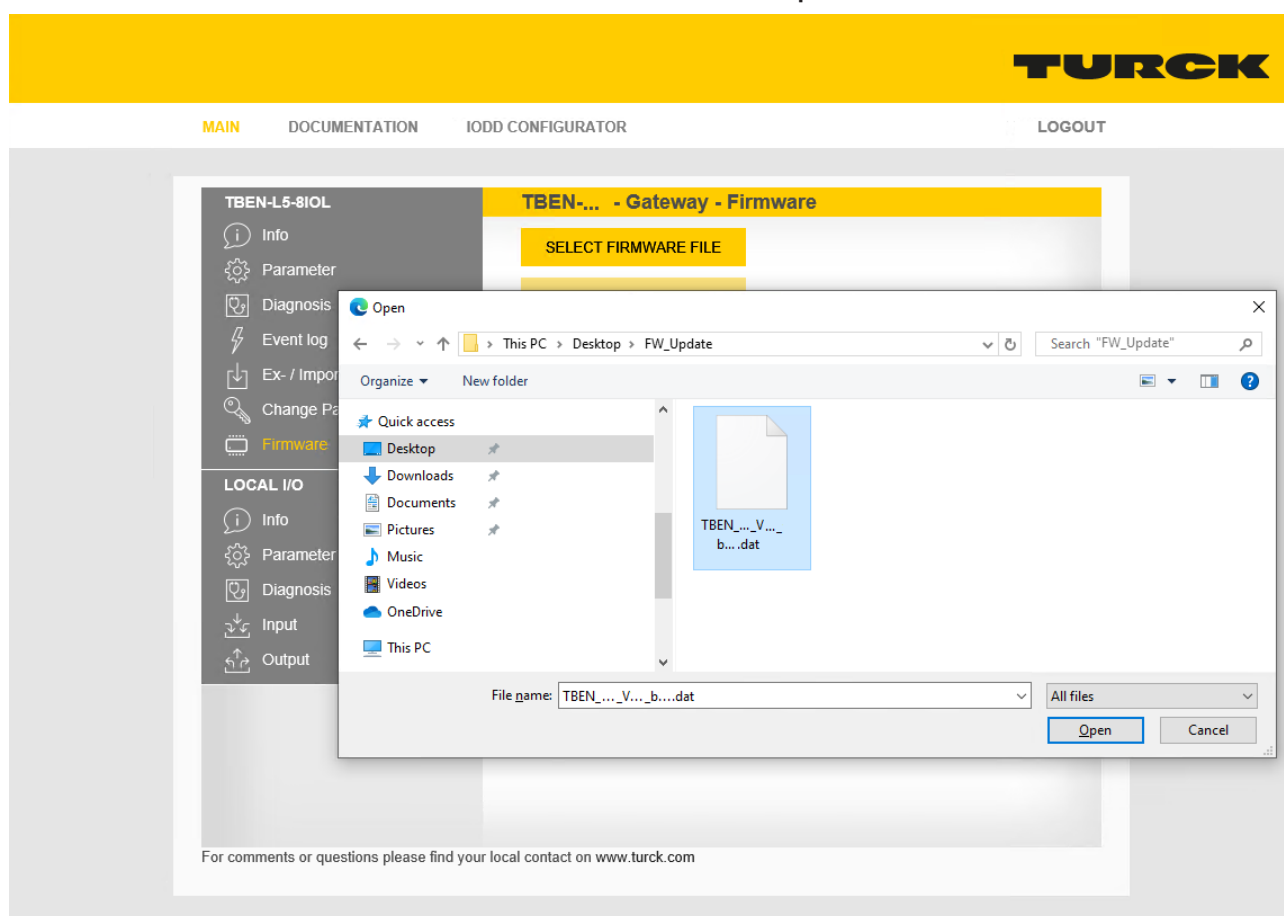 TURCK
MAIN DOCUMENTATION IODD CONFIGURATOR LOGOUT
TBEN-L5-8IOL
Info
Parameter
Diagnosis
Event log
Ex- / Impor
Change Pa
Firmware
LOCAL I/O
Info
Parameter
Diagnosis
Input
Output
TBEN-... - Gateway - Firmware
SELECT FIRMWARE FILE
Open
This PC > Desktop > FW_Update
Search "FW_Update"
Organize New folder
Quick access
Desktop
Downloads
Documents
Pictures
Music
Videos
OneDrive
This PC
TBEN_..._V..._
b... .dat
File name: TBEN_..._V..._b....dat
All files
Open Cancel
For comments or questions please find your local contact on www.turck.com